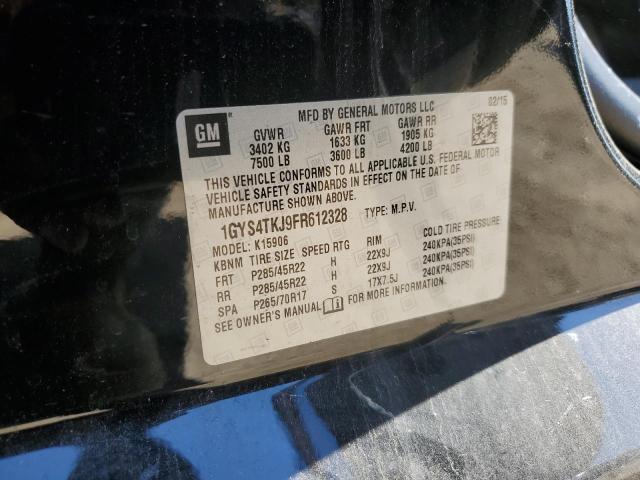 MFD BY GENERAL MOTORS LLC
02/15
GM
GVWR GAWR FRT GAWR RR
3402 KG 1633 KG 1905 KG
7500 LB 3600 LB 4200 LB
THIS VEHICLE CONFORMS TO ALL APPLICABLE U.S. FEDERAL MOTOR
VEHICLE SAFETY STANDARDS IN EFFECT ON THE DATE OF
MANUFACTURE SHOWN ABOVE.
1GYS4TKJ9FR612328 TYPE: M.P.V.
MODEL: K15906
KBNM TIRE SIZE SPEED RTG RIM COLD TIRE PRESSURE
FRT P285/45R22 H 22X9J 240KPA(35PSI)
RR P285/45R22 H 22X9J 240KPA(35PSI)
SPA P265/70R17 S 17X7.5J 240KPA(35PSI)
SEE OWNER'S MANUAL FOR MORE INFORMATION.